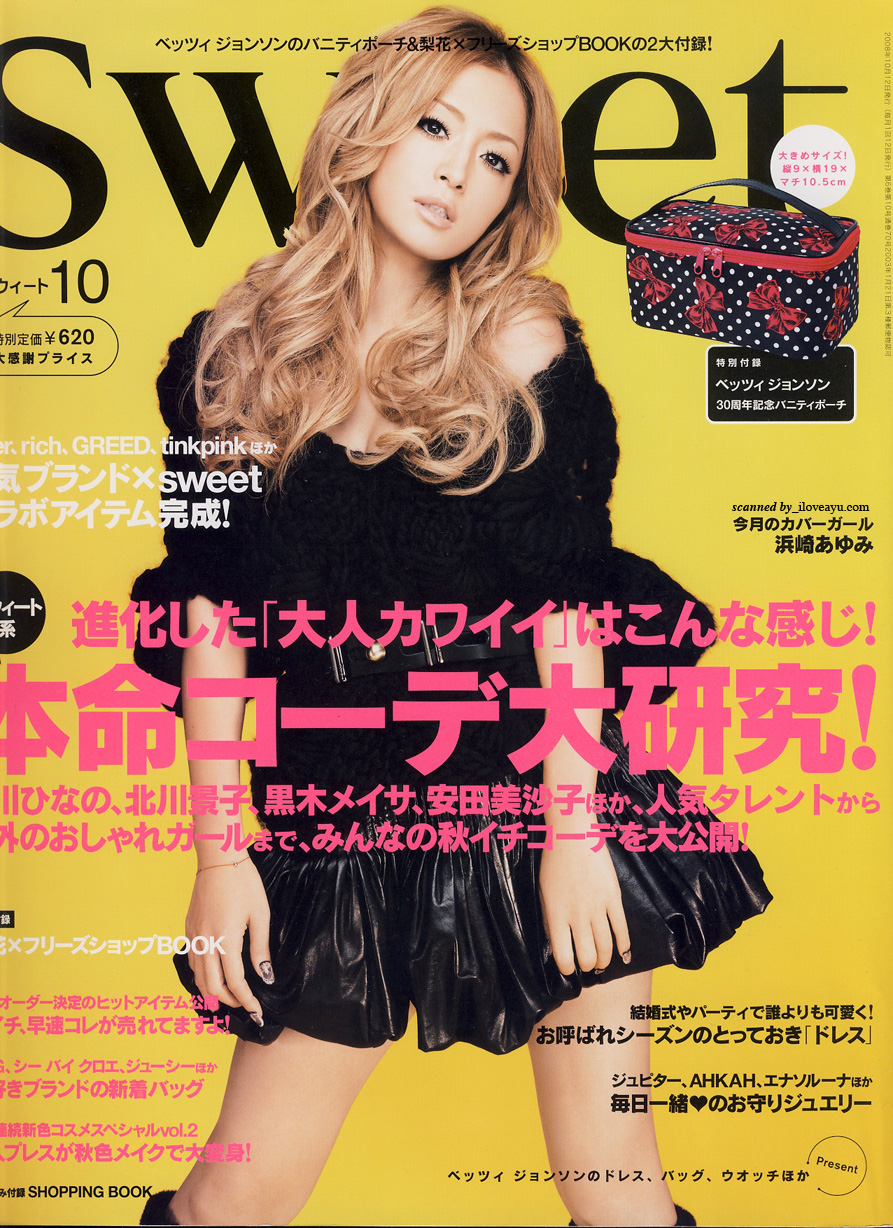 ベッツィ ジョンソンのバニティポーチ&梨花×フリーズショップBOOKの2大付録!
Sweet
ウィート10
特別定価¥620
大感謝プライス
大きめサイズ!
縦9×横19×
マチ10.5cm
特別付録
ベッツィ ジョンソン
30周年記念バニティポーチ
er、rich、GREED、tinkpinkほか
気ブランド×sweet
ラボアイテム完成!
scanned by_iloveayu.com
今月のカバーガール
浜崎あゆみ
ィート
系
進化した「大人カワイイ」はこんな感じ!
本命コーデ大研究!
川ひなの、北川景子、黒木メイサ、安田美沙子ほか、人気タレントから
外のおしゃれガールまで、みんなの秋イチコーデを大公開!
録
花×フリーズショップBOOK
オーダー決定のヒットアイテム公開
イチ、早速コレが売れてますよ!
G、シー バイ クロエ、ジューシーほか
好きブランドの新着バッグ
連続新色コスメスペシャルvol.2
プレスが秋色メイクで大変身!
み付録 SHOPPING BOOK
結婚式やパーティで誰よりも可愛く!
お呼ばれシーズンのとっておき「ドレス」
ジュピター、AHKAH、エナソルーナほか
毎日一緒♥のお守りジュエリー
ベッツィ ジョンソンのドレス、バッグ、ウオッチほか
Present